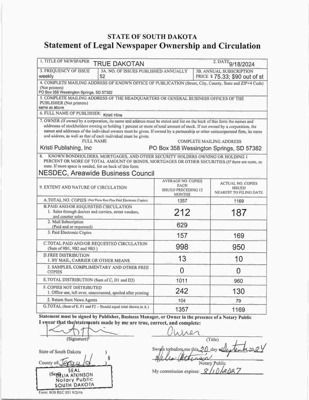 STATE OF SOUTH DAKOTA
Statement of Legal Newspaper Ownership and Circulation
1. TITLE OF NEWSPAPER TRUE DAKOTAN
2. DATE 9/18/2024
3. FREQUENCY OF ISSUE weekly
3A. NO. OF ISSUES PUBLISHED ANNUALLY 52
3B. ANNUAL SUBSCRIPTION PRICE $ 75.33; $90 out of st
4. COMPLETE MAILING ADDRESS OF KNOWN OFFICE OF PUBLICATION (Street, City, County, State and ZIP+4 Code)
(Not printers)
PO Box 358 Wessington Springs, SD 57382
5. COMPLETE MAILING ADDRESS OF THE HEADQUARTERS OR GENERAL BUSINESS OFFICES OF THE
PUBLISHER (Not printers)
same as above
6. FULL NAME OF PUBLISHER: Kristi Hine
7. OWNER (If owned by a corporation, its name and address must be stated and list on the back of this form the names and
addresses of stockholders owning or holding 1 percent or more of total amount of stock. If not owned by a corporation, the
names and addresses of the individual owners must be given. If owned by a partnership or other unincorporated firm, its name
and address, as well as that of each individual must be given.
FULL NAME
COMPLETE MAILING ADDRESS
Kristi Publishing, Inc
PO Box 358 Wessington Springs, SD 57382
8. KNOWN BONDHOLDERS, MORTGAGES, AND OTHER SECURITY HOLDERS OWNING OR HOLDING 1
PERCENT OR MORE OF TOTAL AMOUNT OF BONDS, MORTGAGES OR OTHER SECURITIES (If there are none, so
state. If more space is needed, list on back of this form.
NESDEC, Areawide Business Council
9. EXTENT AND NATURE OF CIRCULATION
AVERAGE NO. COPIES EACH ISSUED PRECEDING 12 MONTHS
ACTUAL NO. COPIES ISSUED NEAREST TO FILING DATE
A. TOTAL NO. COPIES (Net Press Run Plus Paid Electronic Copies) 1357 1169
B. PAID AND/OR REQUESTED CIRCULATION
1. Sales through dealers and carriers, street vendors,
and counter sales. 212 187
2. Mail Subscription
(Paid and/or requested) 629
3. Paid Electronic Copies 157 169
C. TOTAL PAID AND/OR REQUESTED CIRCULATION
(Sum of 9B1, 9B2 and 9B3) 998 950
D. FREE DISTRIBUTION
1. BY MAIL, CARRIER OR OTHER MEANS 13 10
2. SAMPLES, COMPLIMENTARY AND OTHER FREE
COPIES 0 0
E. TOTAL DISTRIBUTION (Sum of C, D1 and D2) 1011 960
F. COPIES NOT DISTRIBUTED
1. Office use, left over, unaccounted, spoiled after printing 242 130
2. Return from News Agents 104 79
G. TOTAL (Sum of E, F1 and F2 – Should equal total shown in A.) 1357 1169
Statement must be signed by Publisher, Business Manager, or Owner in the presence of a Notary Public
I swear that the statements made by me are true, correct, and complete:
Owner
(Signature)
(Title)
State of South Dakota
Sworn to before me this 20 day September 2024
County of Jerauld
SEAL
Notary Public
SOUTH DAKOTA
My commission expires: